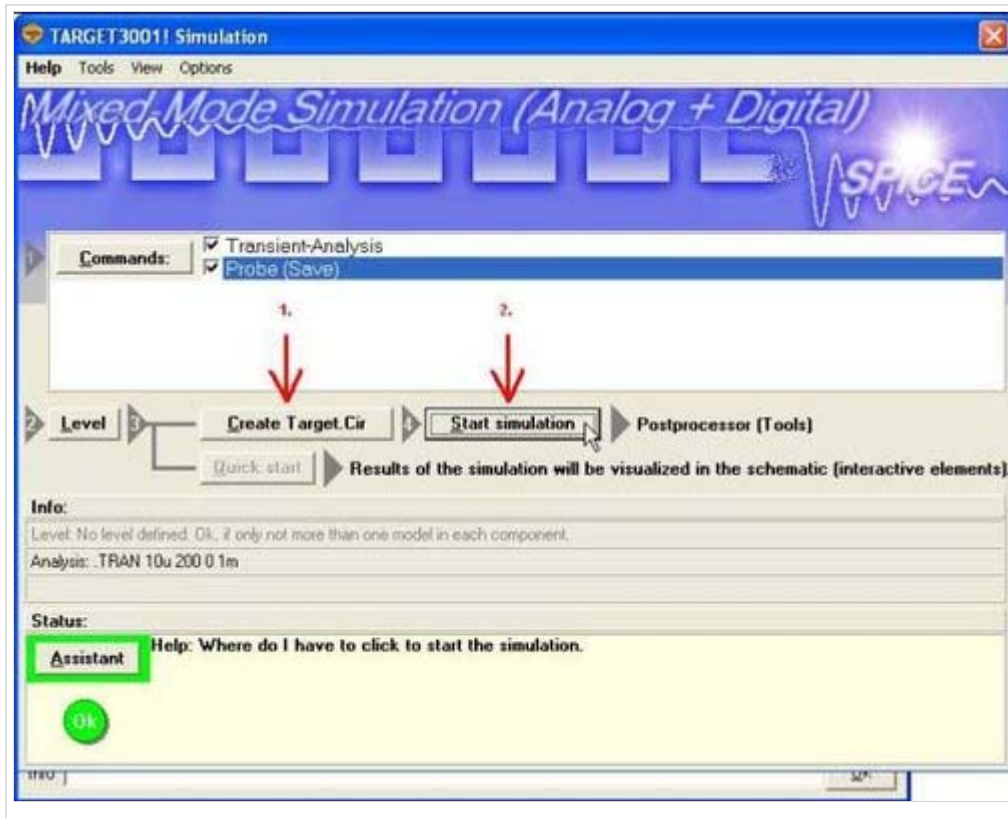 TARGET3001! Simulation
Help Tools View Options
Mixed-Mode Simulation (Analog + Digital)
SPICE
1 Commands: Transient-Analysis
Probe (Save)
1. 2.
2 Level 3 Create Target.Cir 4 Start simulation Postprocessor (Tools)
Quick start Results of the simulation will be visualized in the schematic (interactive elements)
Info:
Level: No level defined. Ok, if only not more than one model in each component.
Analysis: .TRAN 10u 200 0 1m
Status:
Assistant Help: Where do I have to click to start the simulation.
Ok
Info